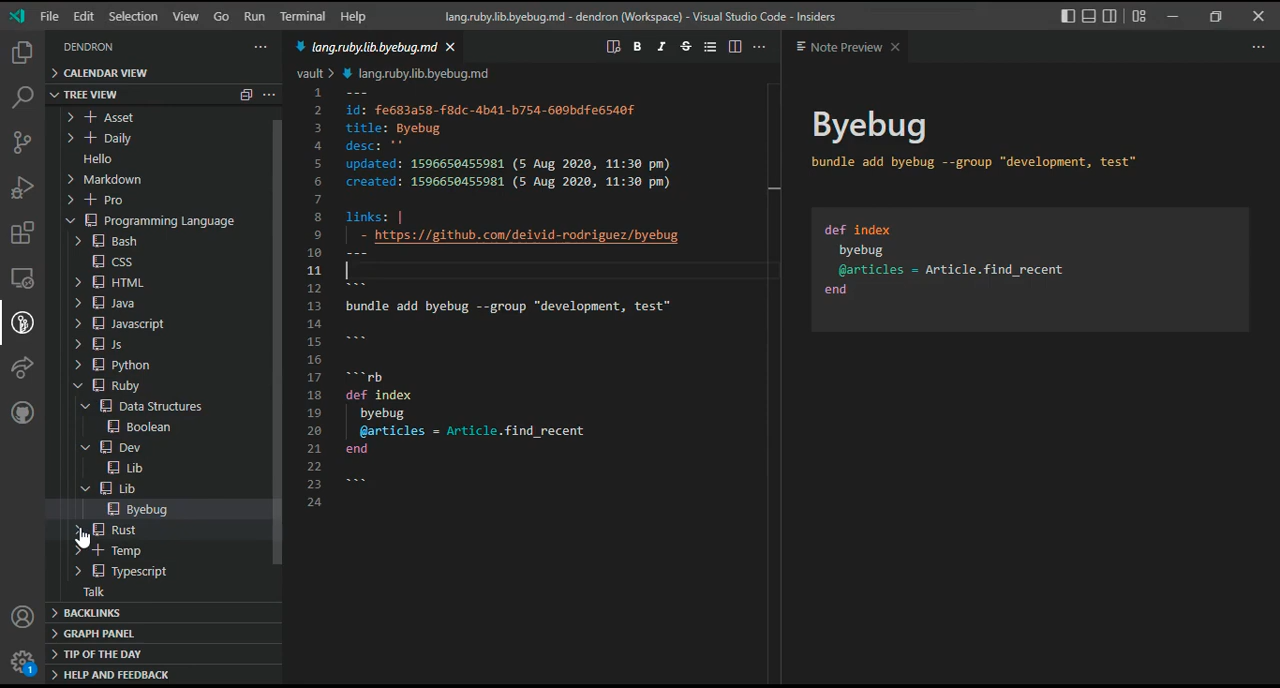 File Edit Selection View Go Run Terminal Help
lang.ruby.lib.byebug.md - dendron (Workspace) - Visual Studio Code - Insiders
DENDRON
CALENDAR VIEW
TREE VIEW
Asset
Daily
Hello
Markdown
Pro
Programming Language
Bash
CSS
HTML
Java
Javascript
Js
Python
Ruby
Data Structures
Boolean
Dev
Lib
Lib
Byebug
Rust
Temp
Typescript
Talk
BACKLINKS
GRAPH PANEL
TIP OF THE DAY
HELP AND FEEDBACK
1
lang.ruby.lib.byebug.md
vault > lang.ruby.lib.byebug.md
1 ---
2 id: fe683a58-f8dc-4b41-b754-609bdfe6540f
3 title: Byebug
4 desc: ''
5 updated: 1596650455981 (5 Aug 2020, 11:30 pm)
6 created: 1596650455981 (5 Aug 2020, 11:30 pm)
7
8 links: |
9 - https://github.com/deivid-rodriguez/byebug
10 ---
11
12 ```
13 bundle add byebug --group "development, test"
14
15 ```
16
17 ```rb
18 def index
19 byebug
20 @articles = Article.find_recent
21 end
22
23 ```
24
Note Preview
Byebug
bundle add byebug --group "development, test"
def index
byebug
@articles = Article.find_recent
end